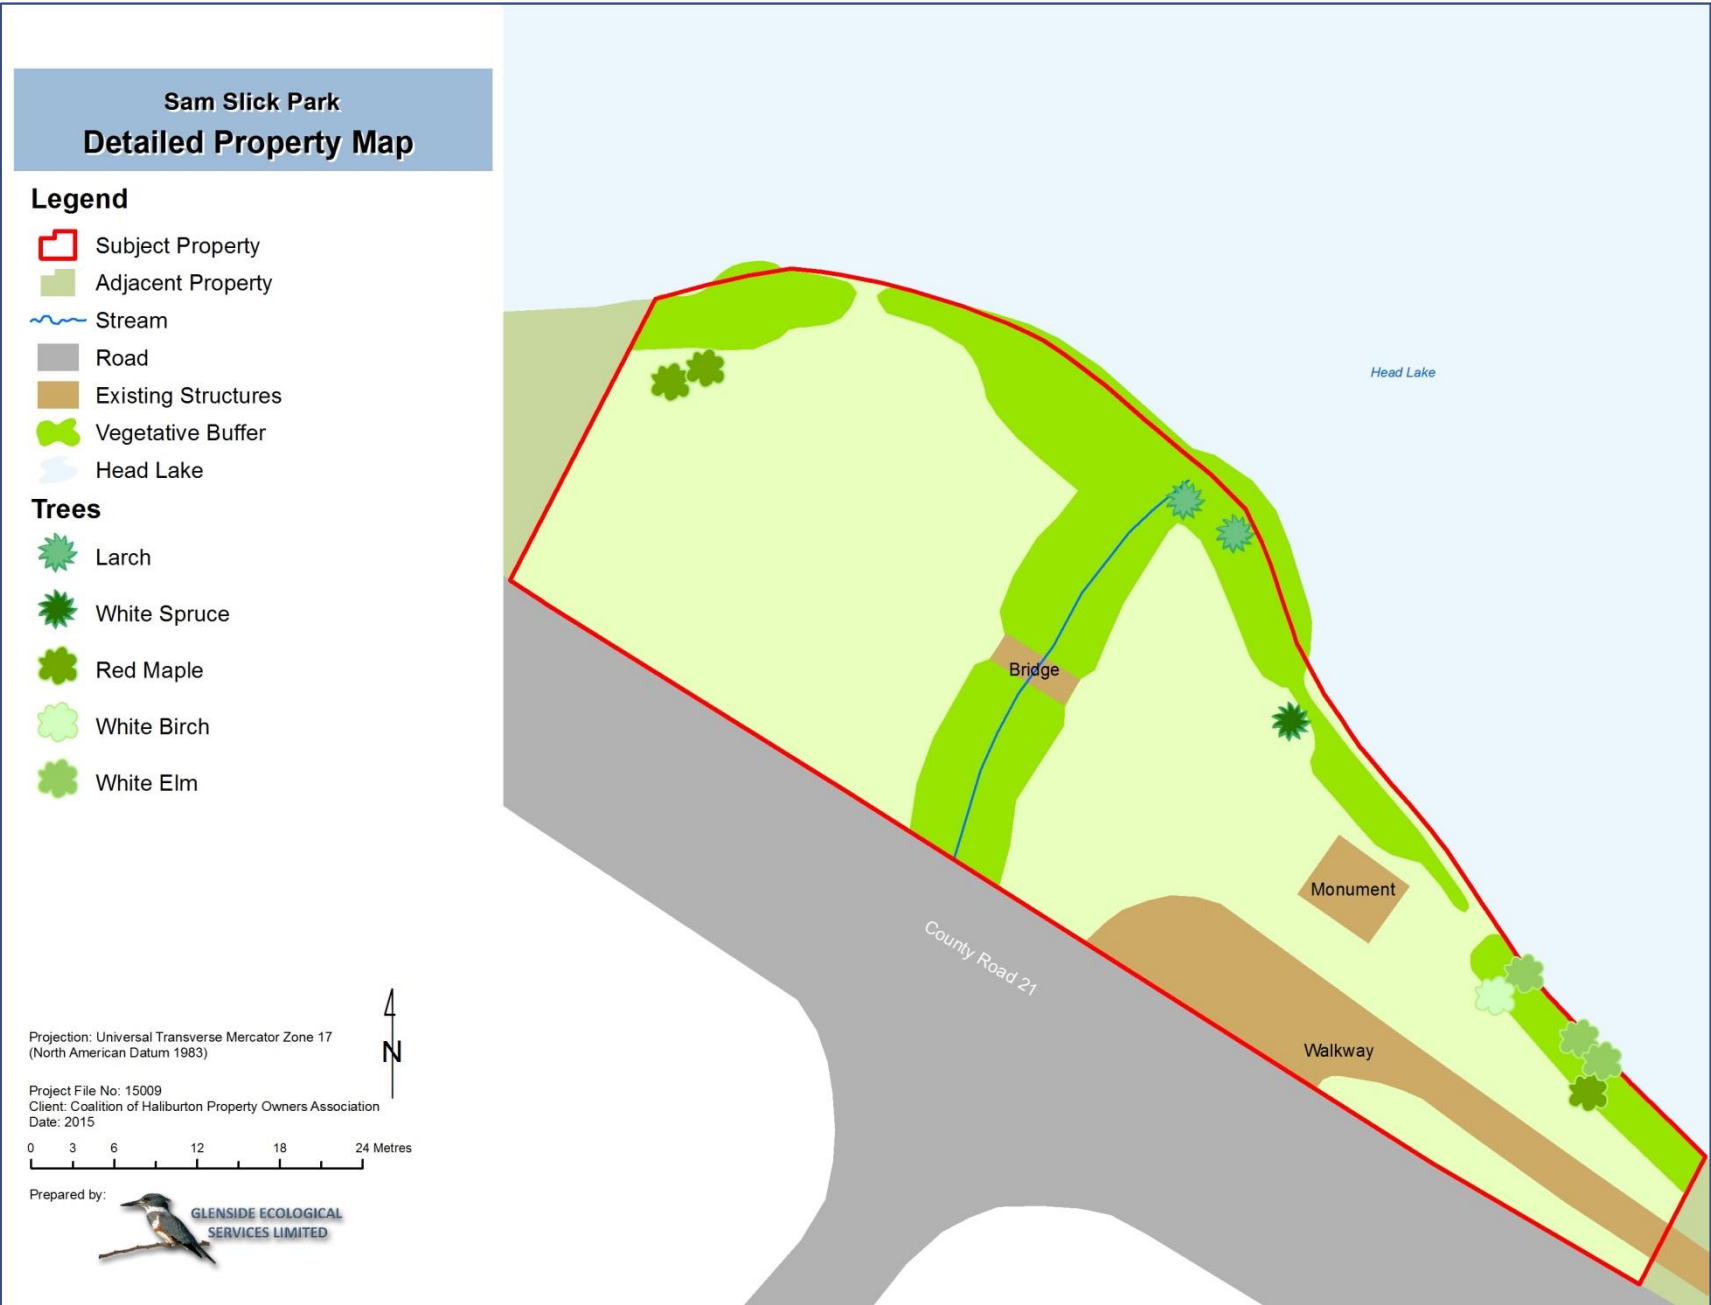 Sam Slick Park
Detailed Property Map
Legend
Subject Property
Adjacent Property
Stream
Road
Existing Structures
Vegetative Buffer
Head Lake
Trees
Larch
White Spruce
Red Maple
White Birch
White Elm
Projection: Universal Transverse Mercator Zone 17
(North American Datum 1983)
N
Project File No: 15009
Client: Coalition of Haliburton Property Owners Association
Date: 2015
0 3 6 12 18 24 Metres
Prepared by:
GLENSIDE ECOLOGICAL
SERVICES LIMITED
Head Lake
Bridge
Monument
County Road 21
Walkway